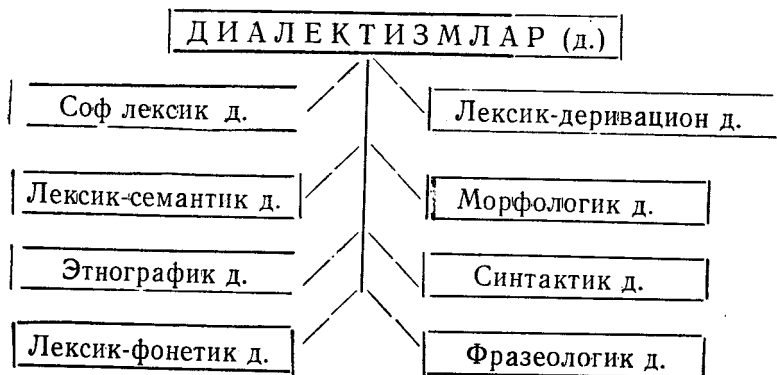 ДИАЛЕКТИЗМЛАР (д.)
Соф лексик д.
Лексик-деривацион д.
Лексик-семантик д.
Морфологик д.
Этнографик д.
Синтактик д.
Лексик-фонетик д.
Фразеологик д.